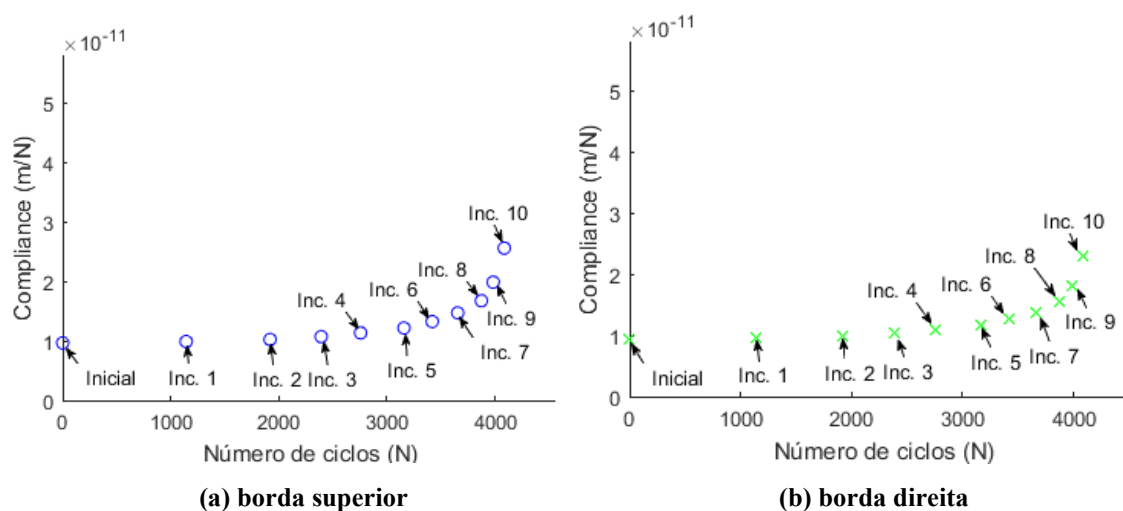 × 10⁻¹¹
5
4
3
2
1
0
Compliance (m/N)
Inc. 10
Inc. 8
Inc. 6
Inc. 4
Inc. 9
Inc. 7
Inc. 5
Inicial
Inc. 1
Inc. 2
Inc. 3
0 1000 2000 3000 4000
Número de ciclos (N)
(a) borda superior
× 10⁻¹¹
5
4
3
2
1
0
Compliance (m/N)
Inc. 10
Inc. 8
Inc. 6
Inc. 4
Inc. 9
Inc. 7
Inc. 5
Inicial
Inc. 1
Inc. 2
Inc. 3
0 1000 2000 3000 4000
Número de ciclos (N)
(b) borda direita